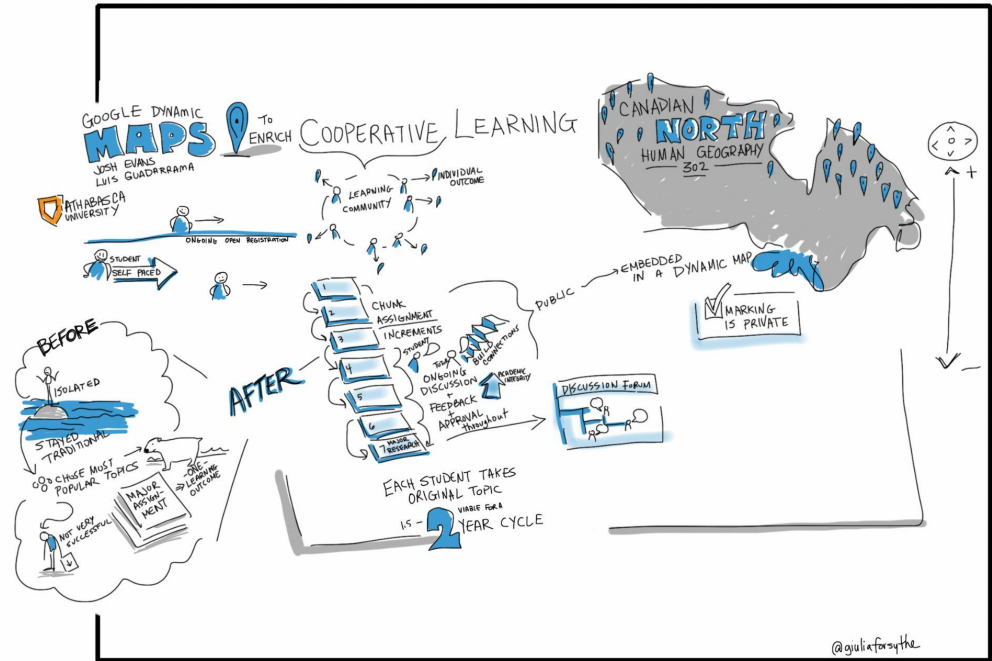 GOOGLE DYNAMIC
MAPS
JOSH EVANS
LUIS GUADARRAMA
TO
ENRICH
COOPERATIVE LEARNING
ATHABASCA
UNIVERSITY
ONGOING OPEN REGISTRATION
STUDENT
SELF PACED
LEARNING
COMMUNITY
INDIVIDUAL
OUTCOME
CANADIAN
NORTH
HUMAN GEOGRAPHY
302
+
-
PUBLIC
EMBEDDED
IN A DYNAMIC MAP
MARKING
IS PRIVATE
BEFORE
ISOLATED
STAYED
TRADITIONAL
CHOSE MOST
POPULAR TOPICS
MAJOR
ASSIGN-
MENT
-ONE-
LEARNING
OUTCOME
NOT VERY
SUCCESSFUL
AFTER
1
2
3
4
5
6
7 MAJOR
RESEARCH
CHUNK
ASSIGNMENT
INCREMENTS
STUDENT
TUTOR
BUILD
CONNECTIONS
ONGOING
DISCUSSION
+
FEEDBACK
+
APPROVAL
throughout
ACADEMIC
INTEGRITY
DISCUSSION FORUM
EACH STUDENT TAKES
ORIGINAL TOPIC
VIABLE FOR A
1.5 - 2 YEAR CYCLE
@giuliaforsythe